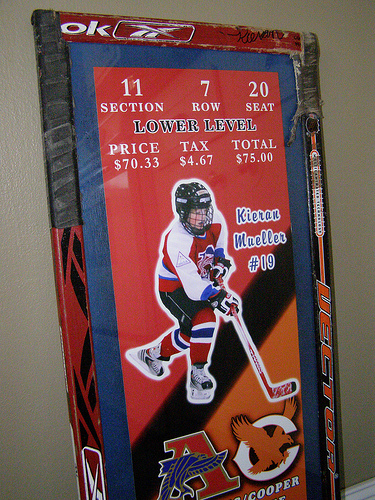 ok
11 7 20
SECTION ROW SEAT
LOWER LEVEL
PRICE TAX TOTAL
$70.33 $4.67 $75.00
Kieran
Mueller
#19
VECTOR
A C
/COOPER